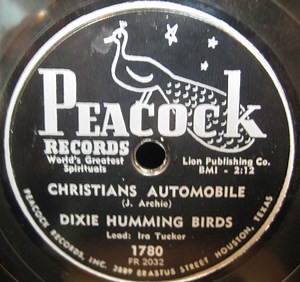 PEACOCK
RECORDS
World's Greatest
Spirituals
Lion Publishing Co.
BMI - 2:12
CHRISTIANS AUTOMOBILE
(J. Archie)
DIXIE HUMMING BIRDS
Lead: Ira Tucker
1780
FR 2032
PEACOCK RECORDS, INC. 2809 ERASTUS STREET HOUSTON, TEXAS